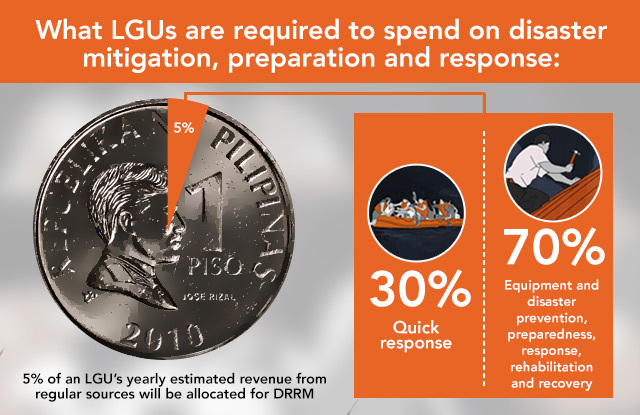 What LGUs are required to spend on disaster
mitigation, preparation and response:
5%
REPUBLIKA NG PILIPINAS
1
PISO
JOSE RIZAL
2010
5% of an LGU's yearly estimated revenue from
regular sources will be allocated for DRRM
30%
Quick
response
70%
Equipment and
disaster
prevention,
preparedness,
response,
rehabilitation
and recovery